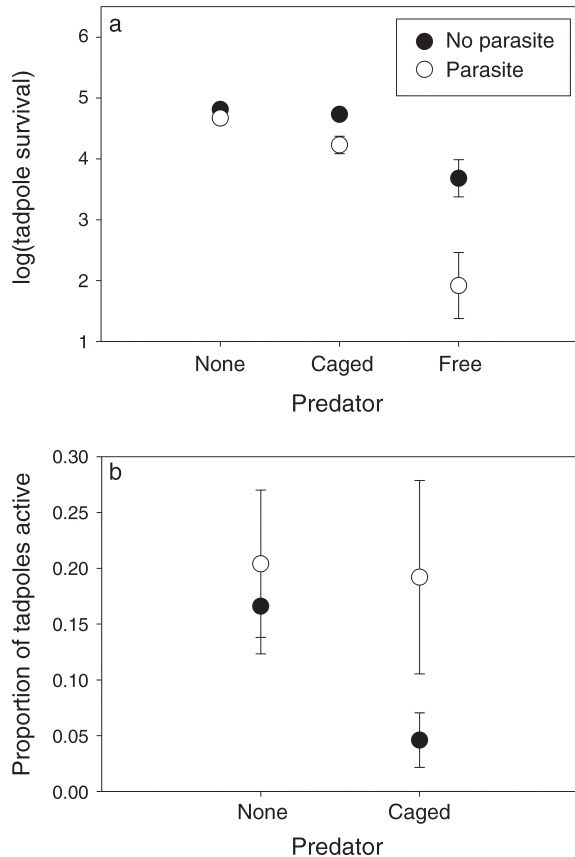 a
No parasite
Parasite
log(tadpole survival)
6
5
4
3
2
1
None Caged Free
Predator
b
Proportion of tadpoles active
0.30
0.25
0.20
0.15
0.10
0.05
0.00
None Caged
Predator